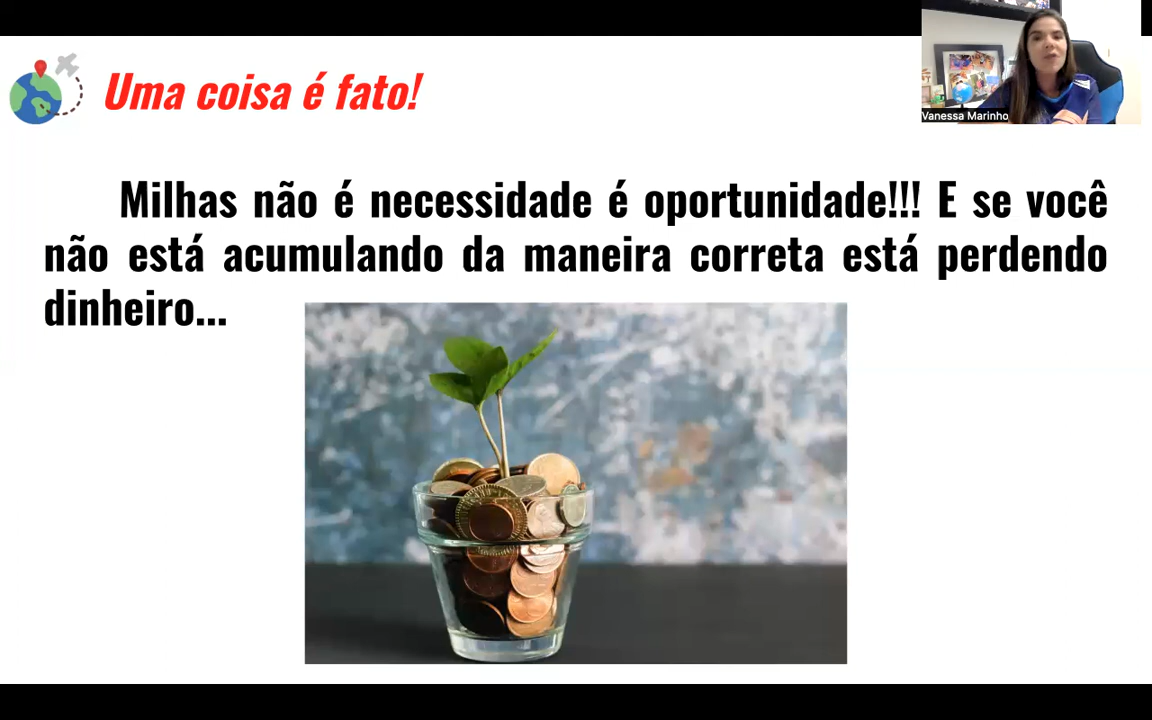 Uma coisa é fato!
Vanessa Marinho
Milhas não é necessidade é oportunidade!!! E se você
não está acumulando da maneira correta está perdendo
dinheiro...